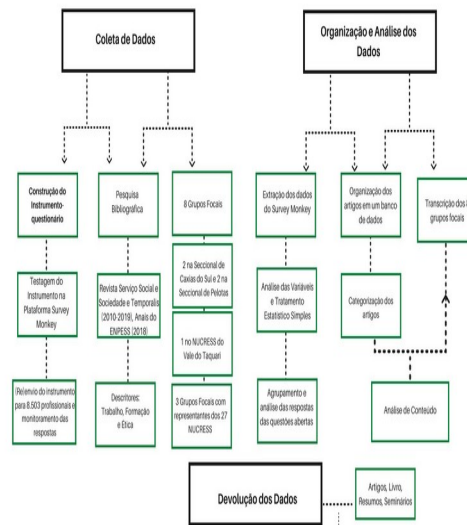 Coleta de Dados
Organização e Análise dos
Dados
Construção do
Instrumento-
questionário
Pesquisa
Bibliográfica
8 Grupos Focais
Extração dos dados
do Survey Monkey
Organização dos
artigos em um banco
de dados
Transcrição dos 8
grupos focais
Testagem do
Instrumento na
Plataforma Survey
Monkey
Revista Serviço Social e
Sociedade e Temporalis
(2010-2019), Anais do
ENPESS (2018)
2 na Seccional de
Caxias do Sul e 2 na
Seccional de Pelotas
Análise das Variáveis
e Tratamento
Estatístico Simples
Categorização dos
artigos
1 no NUCRESS do
Vale do Taquari
(Re)envio do instrumento
para 8.503 profissionais e
monitoramento das
respostas
Descritores:
Trabalho, Formação
e Ética
3 Grupos Focais com
representantes dos 27
NUCRESS
Agrupamento e
análise das respostas
das questões abertas
Análise de Conteúdo
Devolução dos Dados
Artigos, Livro,
Resumos, Seminários